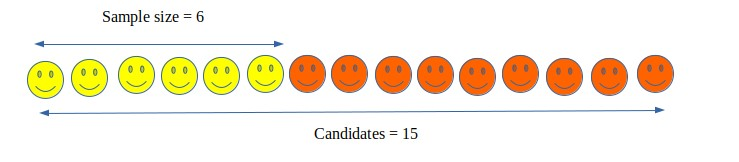 Sample size = 6
Candidates = 15